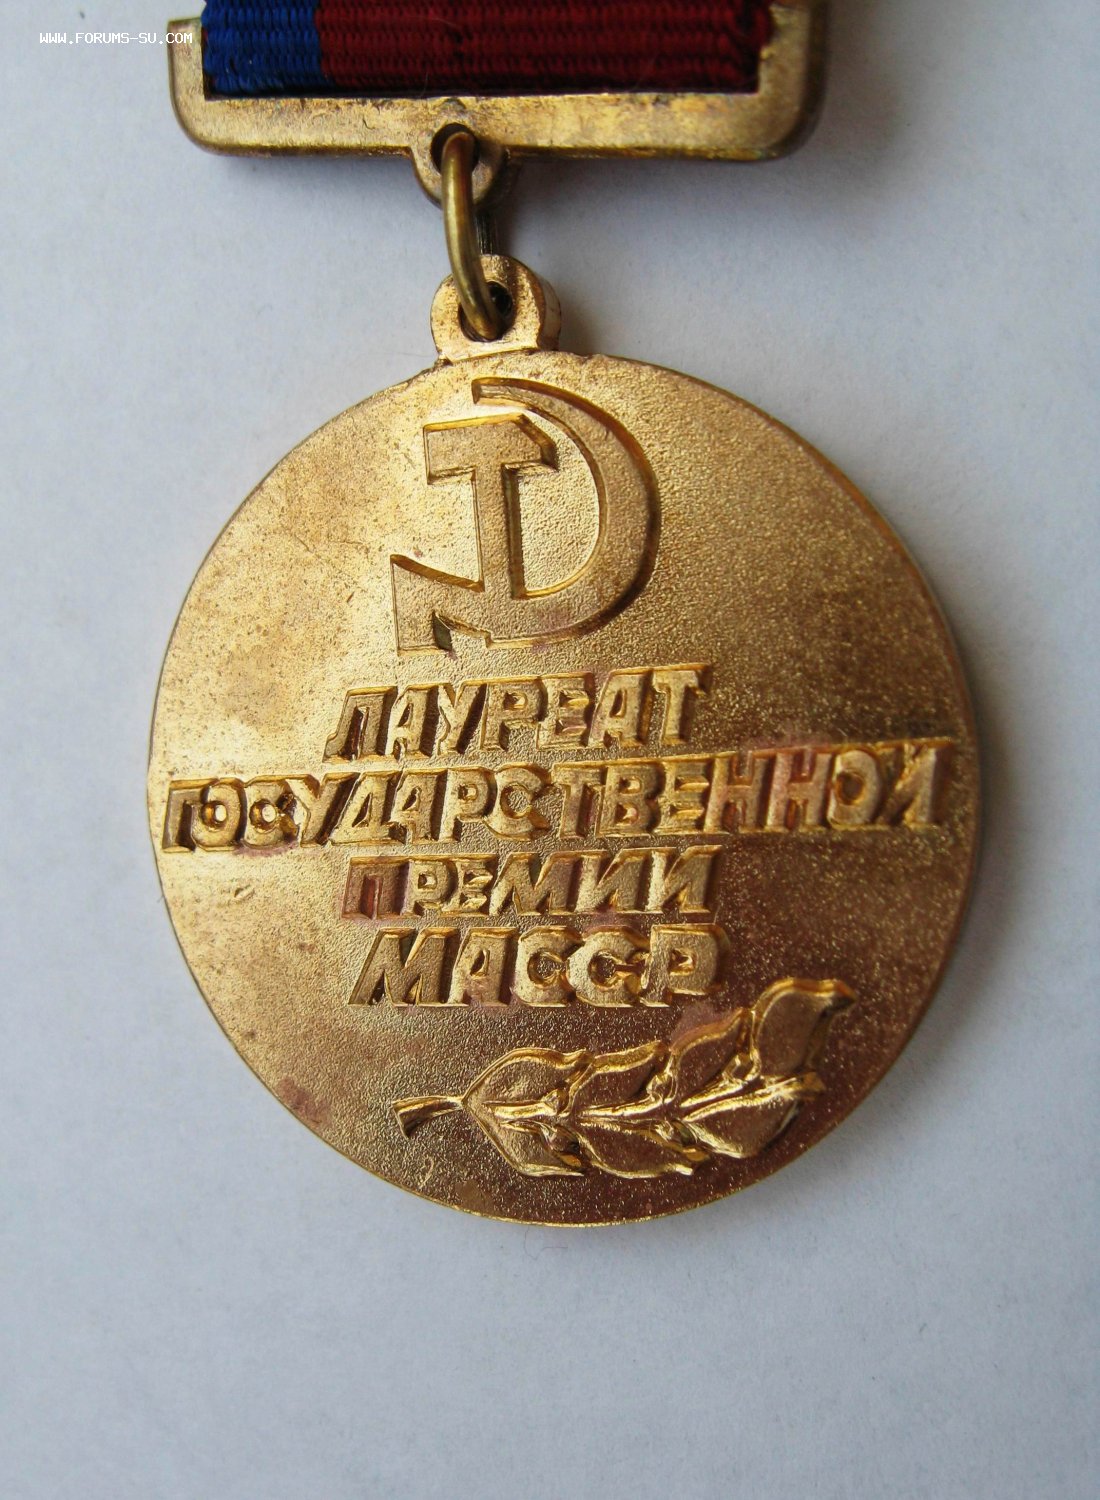 WWW.FORUMS-SU.COM
ЛАУРЕАТ
ГОСУДАРСТВЕННОЙ
ПРЕМИИ
МАССР